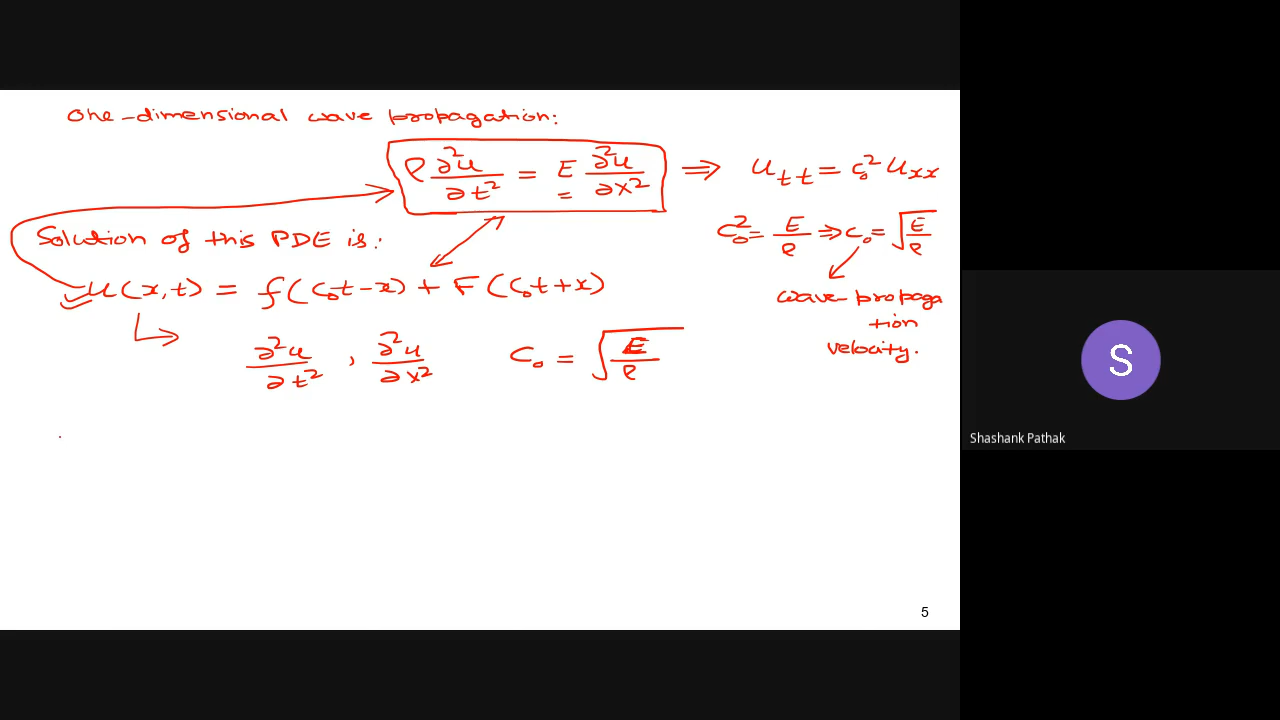 One-dimensional wave propagation:
ρ ∂²u/∂t² = E ∂²u/∂x² ⇒ u_tt = c₀² u_xx
c₀² = E/ρ ⇒ c₀ = √(E/ρ)
Solution of this PDE is:
u(x,t) = f(c₀t-x) + F(c₀t+x)
wave-propaga
tion
velocity.
∂²u/∂t² , ∂²u/∂x² c₀ = √(E/ρ)
Shashank Pathak
S
5